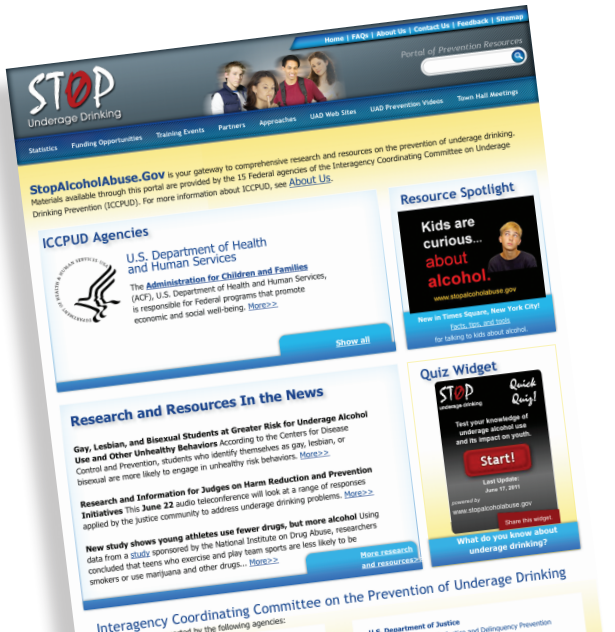 Home | FAQs | About Us | Contact Us | Feedback | Sitemap
Portal of Prevention Resources
STOP
Underage Drinking
Statistics Funding Opportunities Training Events Partners Approaches UAD Web Sites UAD Prevention Videos Town Hall Meetings
StopAlcoholAbuse.Gov is your gateway to comprehensive research and resources on the prevention of underage drinking.
Materials available through this portal are provided by the 15 Federal agencies of the Interagency Coordinating Committee on Underage
Drinking Prevention (ICCPUD). For more information about ICCPUD, see About Us.
ICCPUD Agencies
U.S. Department of Health
and Human Services
The Administration for Children and Families
(ACF), U.S. Department of Health and Human Services,
is responsible for Federal programs that promote
economic and social well-being. More>>
Show all
Resource Spotlight
Kids are
curious...
about
alcohol.
www.stopalcoholabuse.gov
New in Times Square, New York City!
Facts, tips, and tools
for talking to kids about alcohol.
Research and Resources In the News
Gay, Lesbian, and Bisexual Students at Greater Risk for Underage Alcohol
Use and Other Unhealthy Behaviors According to the Centers for Disease
Control and Prevention, students who identify themselves as gay, lesbian, or
bisexual are more likely to engage in unhealthy risk behaviors. More>>
Research and Information for Judges on Harm Reduction and Prevention
Initiatives This June 22 audio teleconference will look at a range of responses
applied by the justice community to address underage drinking problems. More>>
New study shows young athletes use fewer drugs, but more alcohol Using
data from a study sponsored by the National Institute on Drug Abuse, researchers
concluded that teens who exercise and play team sports are less likely to be
smokers or use marijuana and other drugs... More>>
More research
and resources>>
Quiz Widget
STOP
underage drinking
Quick
Quiz!
Test your knowledge of
underage alcohol use
and its impact on youth.
Start!
Last Update:
June 17, 2011
powered by
www.stopalcoholabuse.gov
Share this widget
What do you know about
underage drinking?
Interagency Coordinating Committee on the Prevention of Underage Drinking
by the following agencies:
U.S. Department of Justice
and Delinquency Prevention